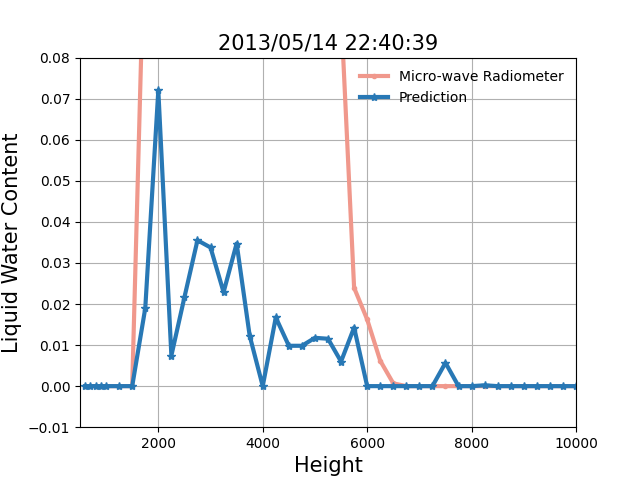 2013/05/14 22:40:39
Micro-wave Radiometer
Prediction
Liquid Water Content
0.08
0.07
0.06
0.05
0.04
0.03
0.02
0.01
0.00
−0.01
2000 4000 6000 8000 10000
Height